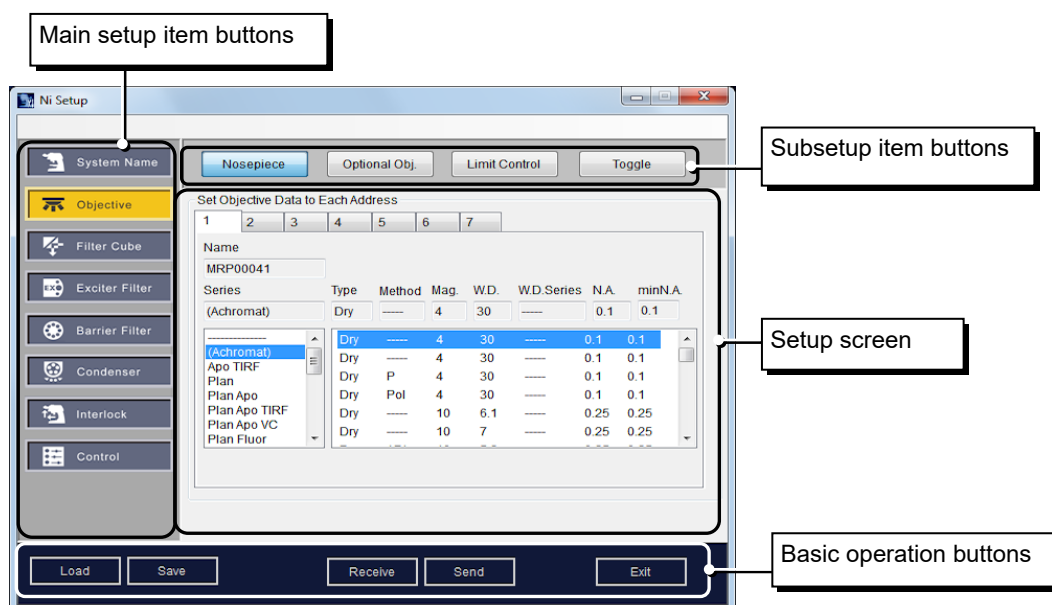 Main setup item buttons
Ni Setup
Subsetup item buttons
System Name
Nosepiece Optional Obj. Limit Control Toggle
Objective
Set Objective Data to Each Address
1 2 3 4 5 6 7
Filter Cube
Name
MRP00041
Exciter Filter
EX
Series Type Method Mag. W.D. W.D.Series N.A. minN.A.
(Achromat) Dry ----- 4 30 ----- 0.1 0.1
Barrier Filter
Setup screen
--------------
(Achromat)
Apo TIRF
Plan
Plan Apo
Plan Apo TIRF
Plan Apo VC
Plan Fluor
Dry ----- 4 30 ----- 0.1 0.1
Dry ----- 4 30 ----- 0.1 0.1
Dry P 4 30 ----- 0.1 0.1
Dry Pol 4 30 ----- 0.1 0.1
Dry ----- 10 6.1 ----- 0.25 0.25
Dry ----- 10 7 ----- 0.25 0.25
Condenser
Interlock
Control
Basic operation buttons
Load Save Receive Send Exit